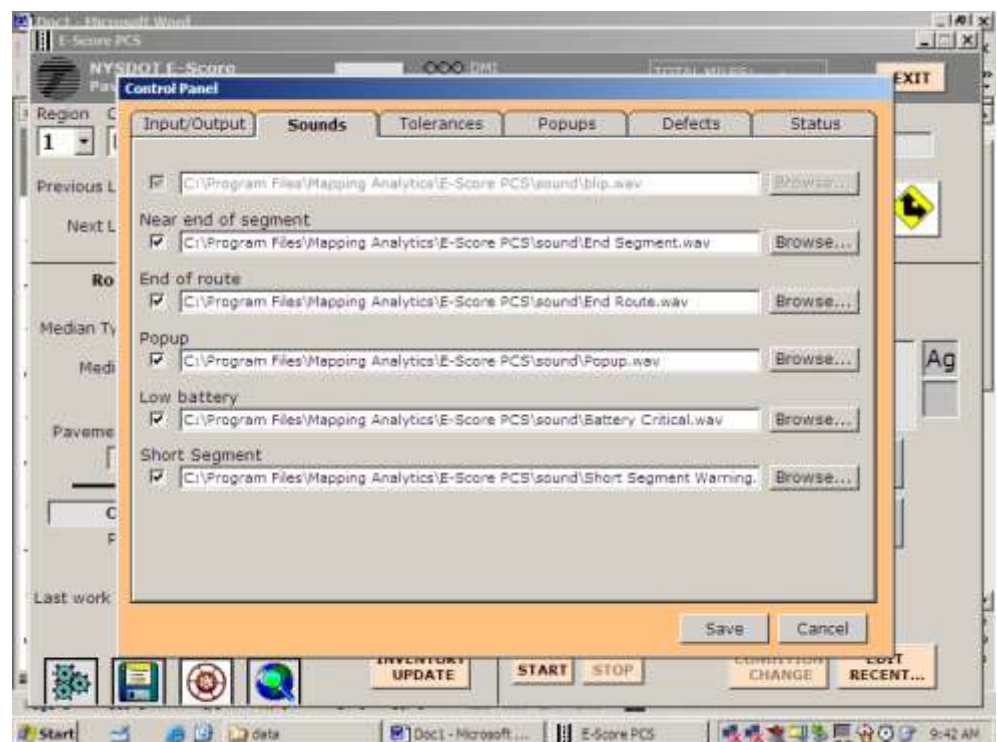 Doc1 - Microsoft Word
E-Score PCS
NYSDOT E-Score
DMI
TOTAL MILES:
EXIT
Control Panel
Region
1
Input/Output Sounds Tolerances Popups Defects Status
C:\Program Files\Mapping Analytics\E-Score PCS\sound\blip.wav Browse...
Previous L
Near end of segment
Next L
C:\Program Files\Mapping Analytics\E-Score PCS\sound\End Segment.wav Browse...
Ro
End of route
C:\Program Files\Mapping Analytics\E-Score PCS\sound\End Route.wav Browse...
Median Ty
Popup
C:\Program Files\Mapping Analytics\E-Score PCS\sound\Popup.wav Browse...
Medi
Ag
Low battery
C:\Program Files\Mapping Analytics\E-Score PCS\sound\Battery Critical.wav Browse...
Paveme
Short Segment
C:\Program Files\Mapping Analytics\E-Score PCS\sound\Short Segment Warning. Browse...
C
P
Last work
Save Cancel
INVENTORY UPDATE
START STOP
CONDITION CHANGE
EDIT RECENT...
Start
data
Doc1 - Microsoft ...
E-Score PCS
9:42 AM